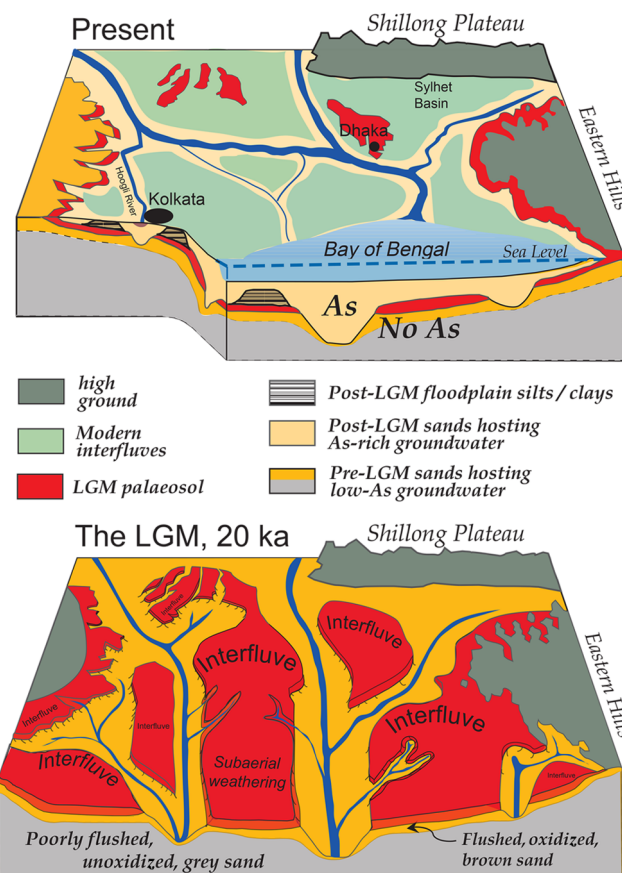 Present
Shillong Plateau
Sylhet
Basin
Dhaka
Eastern Hills
Hoogli River
Kolkata
Bay of Bengal
Sea Level
As
No As
high
ground
Modern
interfluves
LGM palaeosol
Post-LGM floodplain silts / clays
Post-LGM sands hosting
As-rich groundwater
Pre-LGM sands hosting
low-As groundwater
The LGM, 20 ka
Shillong Plateau
Interfluve
Interfluve
Interfluve
Eastern Hills
Interfluve
Interfluve
Interfluve
Interfluve
Subaerial
weathering
Interfluve
Poorly flushed,
unoxidized, grey sand
Flushed, oxidized,
brown sand